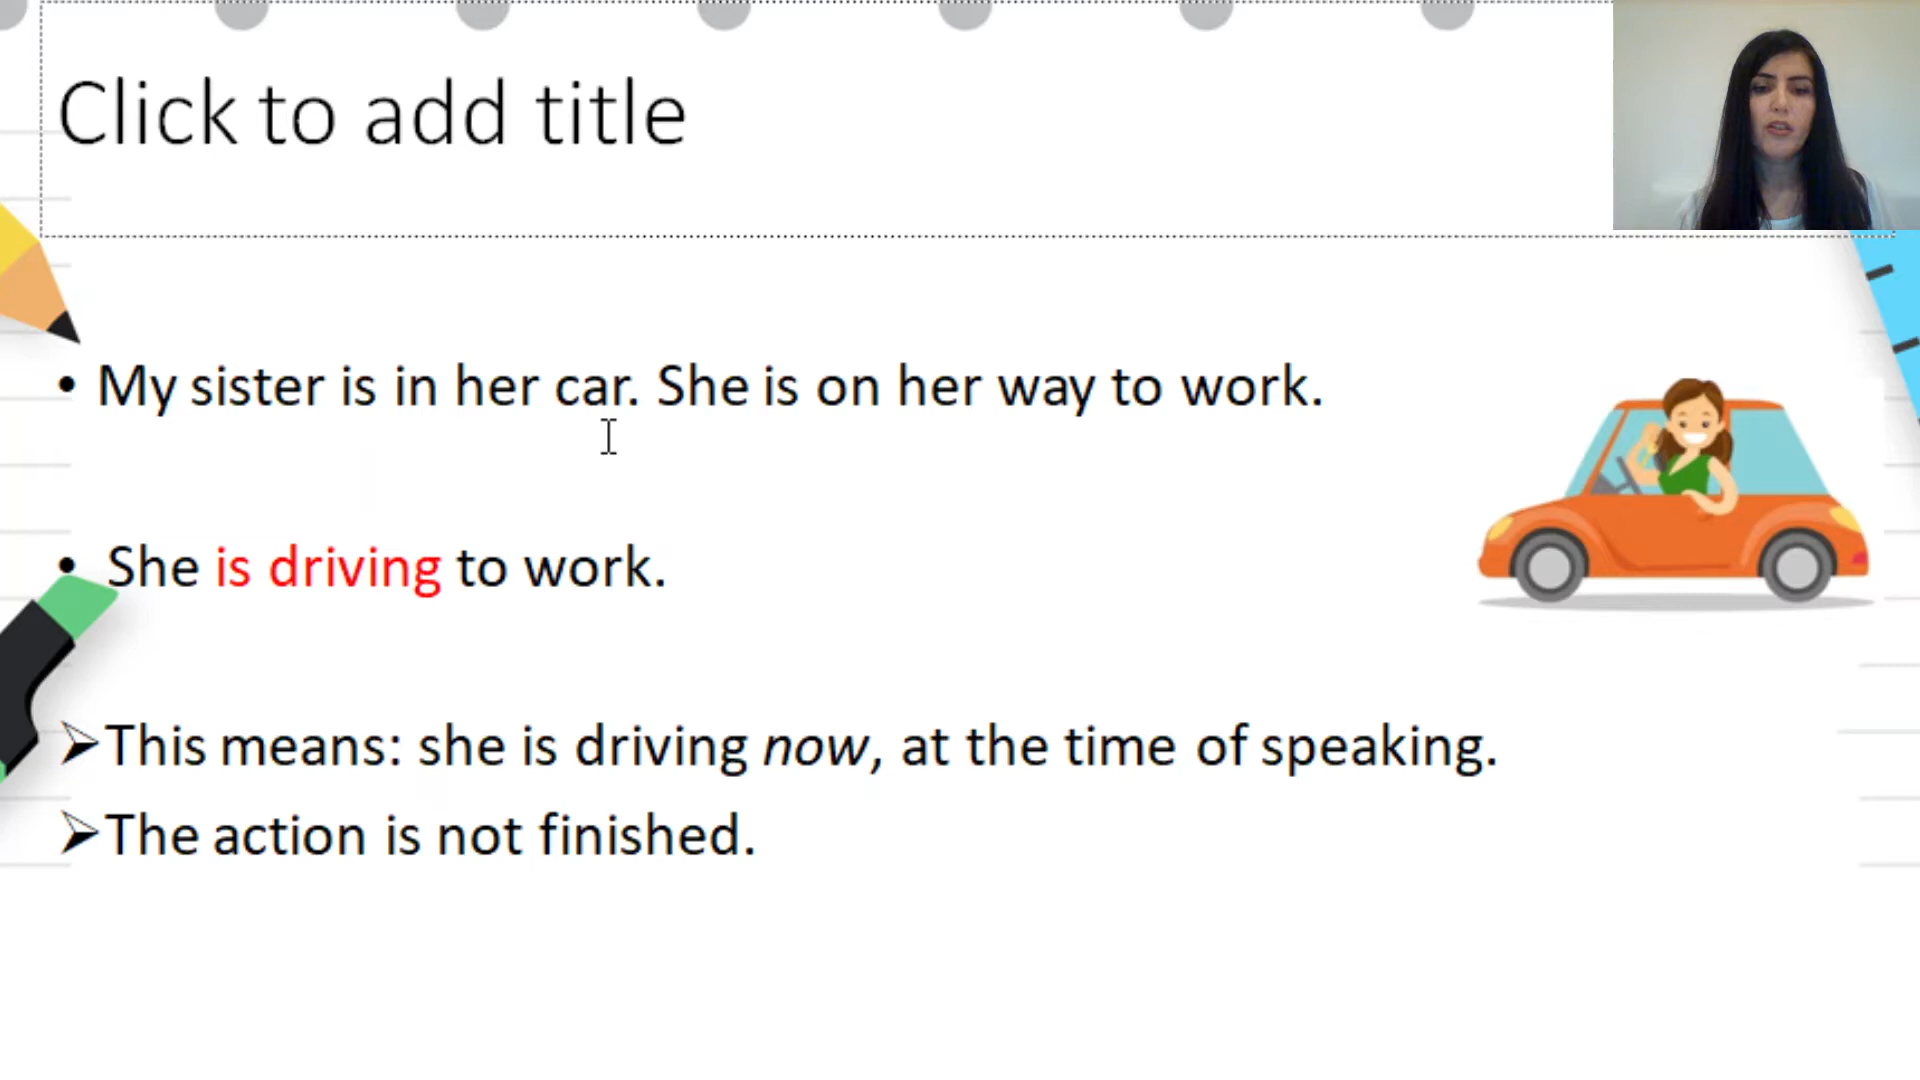 Click to add title
• My sister is in her car. She is on her way to work.
• She is driving to work.
➢This means: she is driving now, at the time of speaking.
➢The action is not finished.